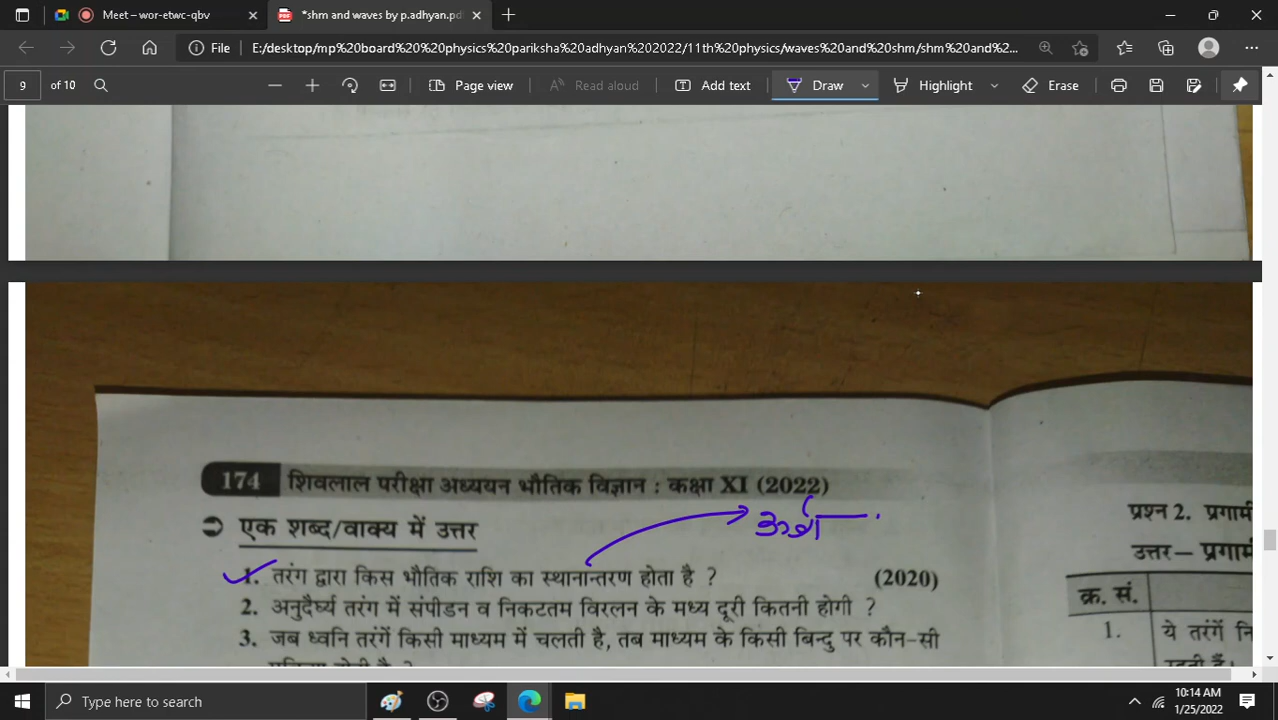 Meet – wor-etwc-qbv
*shm and waves by p.adhyan.pd
File E:/desktop/mp%20board%20%20physics%20pariksha%20adhyan%202022/11th%20physics/waves%20and%20shm/shm%20and%2...
9 of 10 Page view Read aloud Add text Draw Highlight Erase
174 शिवलाल परीक्षा अध्ययन भौतिक विज्ञान : कक्षा XI (2022)
एक शब्द/वाक्य में उत्तर
1. तरंग द्वारा किस भौतिक राशि का स्थानान्तरण होता है ? (2020)
2. अनुदैर्घ्य तरंग में संपीडन व निकटतम विरलन के मध्य दूरी कितनी होगी ?
3. जब ध्वनि तरंगें किसी माध्यम में चलती है, तब माध्यम के किसी बिन्दु पर कौन-सी
प्रश्न 2. प्रगामी
उत्तर– प्रगामी
क्र. सं.
1. ये तरंगें नि
Type here to search
10:14 AM
1/25/2022